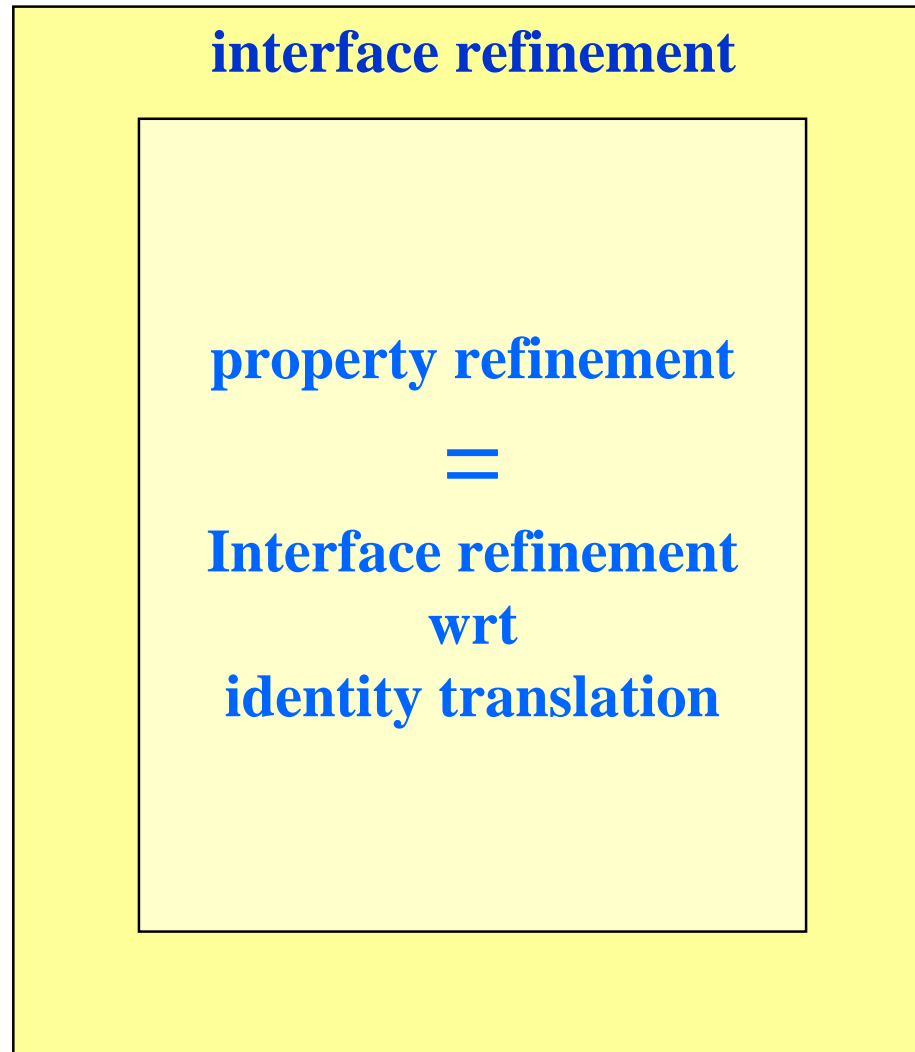 interface refinement
property refinement
=
Interface refinement
wrt
identity translation